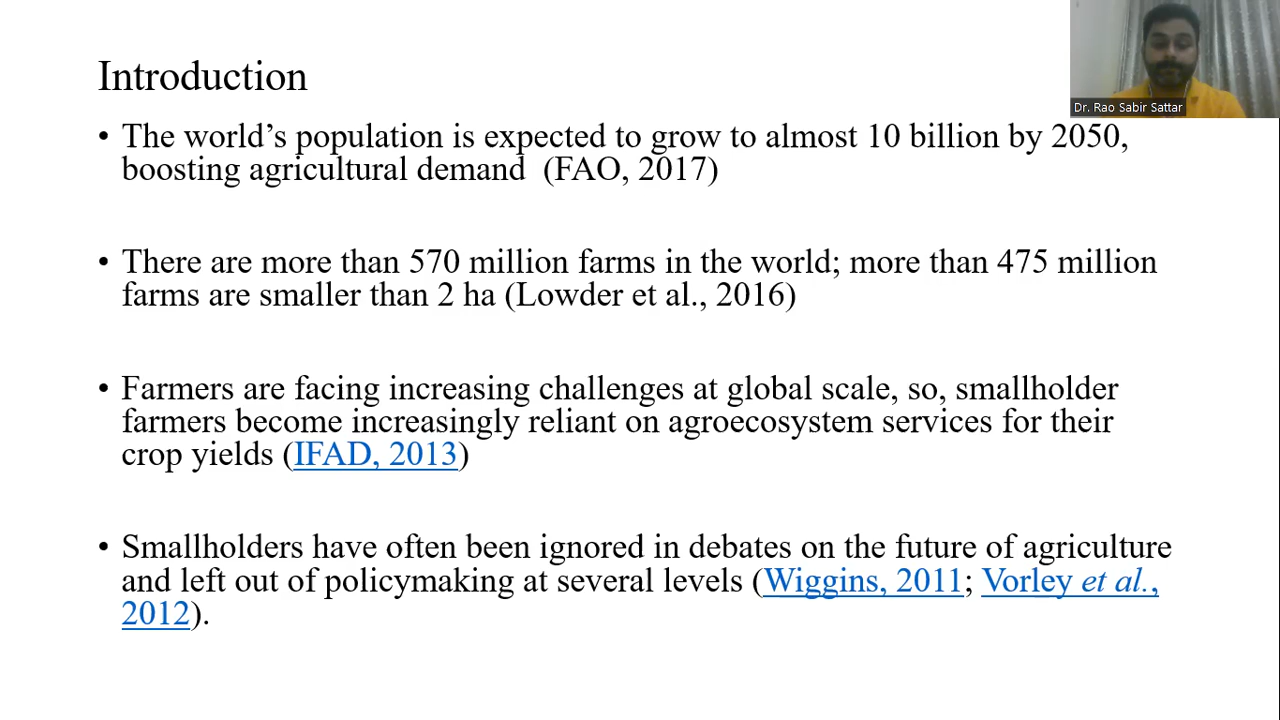 Introduction
Dr. Rao Sabir Sattar
• The world’s population is expected to grow to almost 10 billion by 2050,
boosting agricultural demand  (FAO, 2017)
• There are more than 570 million farms in the world; more than 475 million
farms are smaller than 2 ha (Lowder et al., 2016)
• Farmers are facing increasing challenges at global scale, so, smallholder
farmers become increasingly reliant on agroecosystem services for their
crop yields (IFAD, 2013)
• Smallholders have often been ignored in debates on the future of agriculture
and left out of policymaking at several levels (Wiggins, 2011; Vorley et al.,
2012).